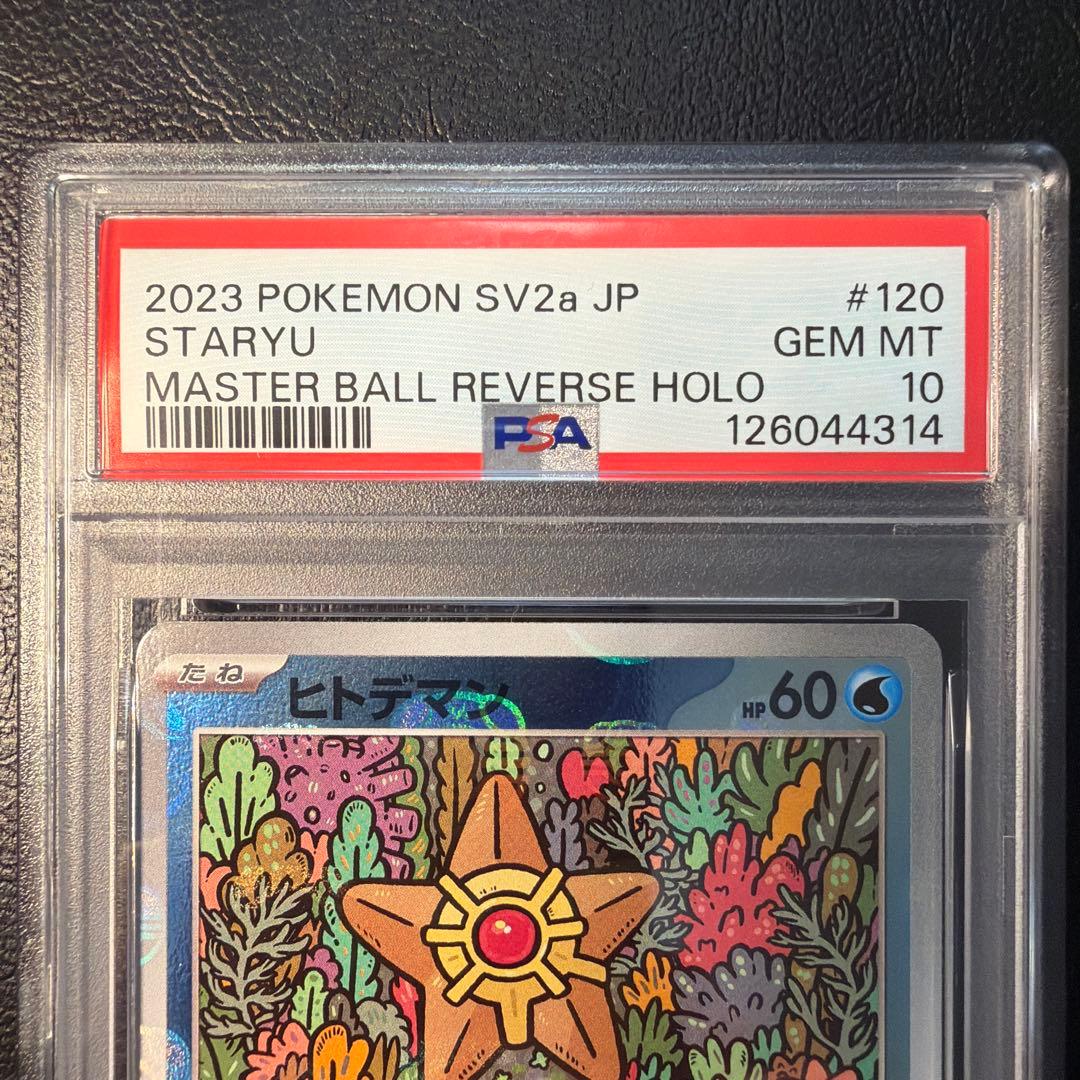 2023 POKEMON SV2a JP #120
STARYU GEM MT
MASTER BALL REVERSE HOLO 10
PSA 126044314
たね ヒトデマン HP60